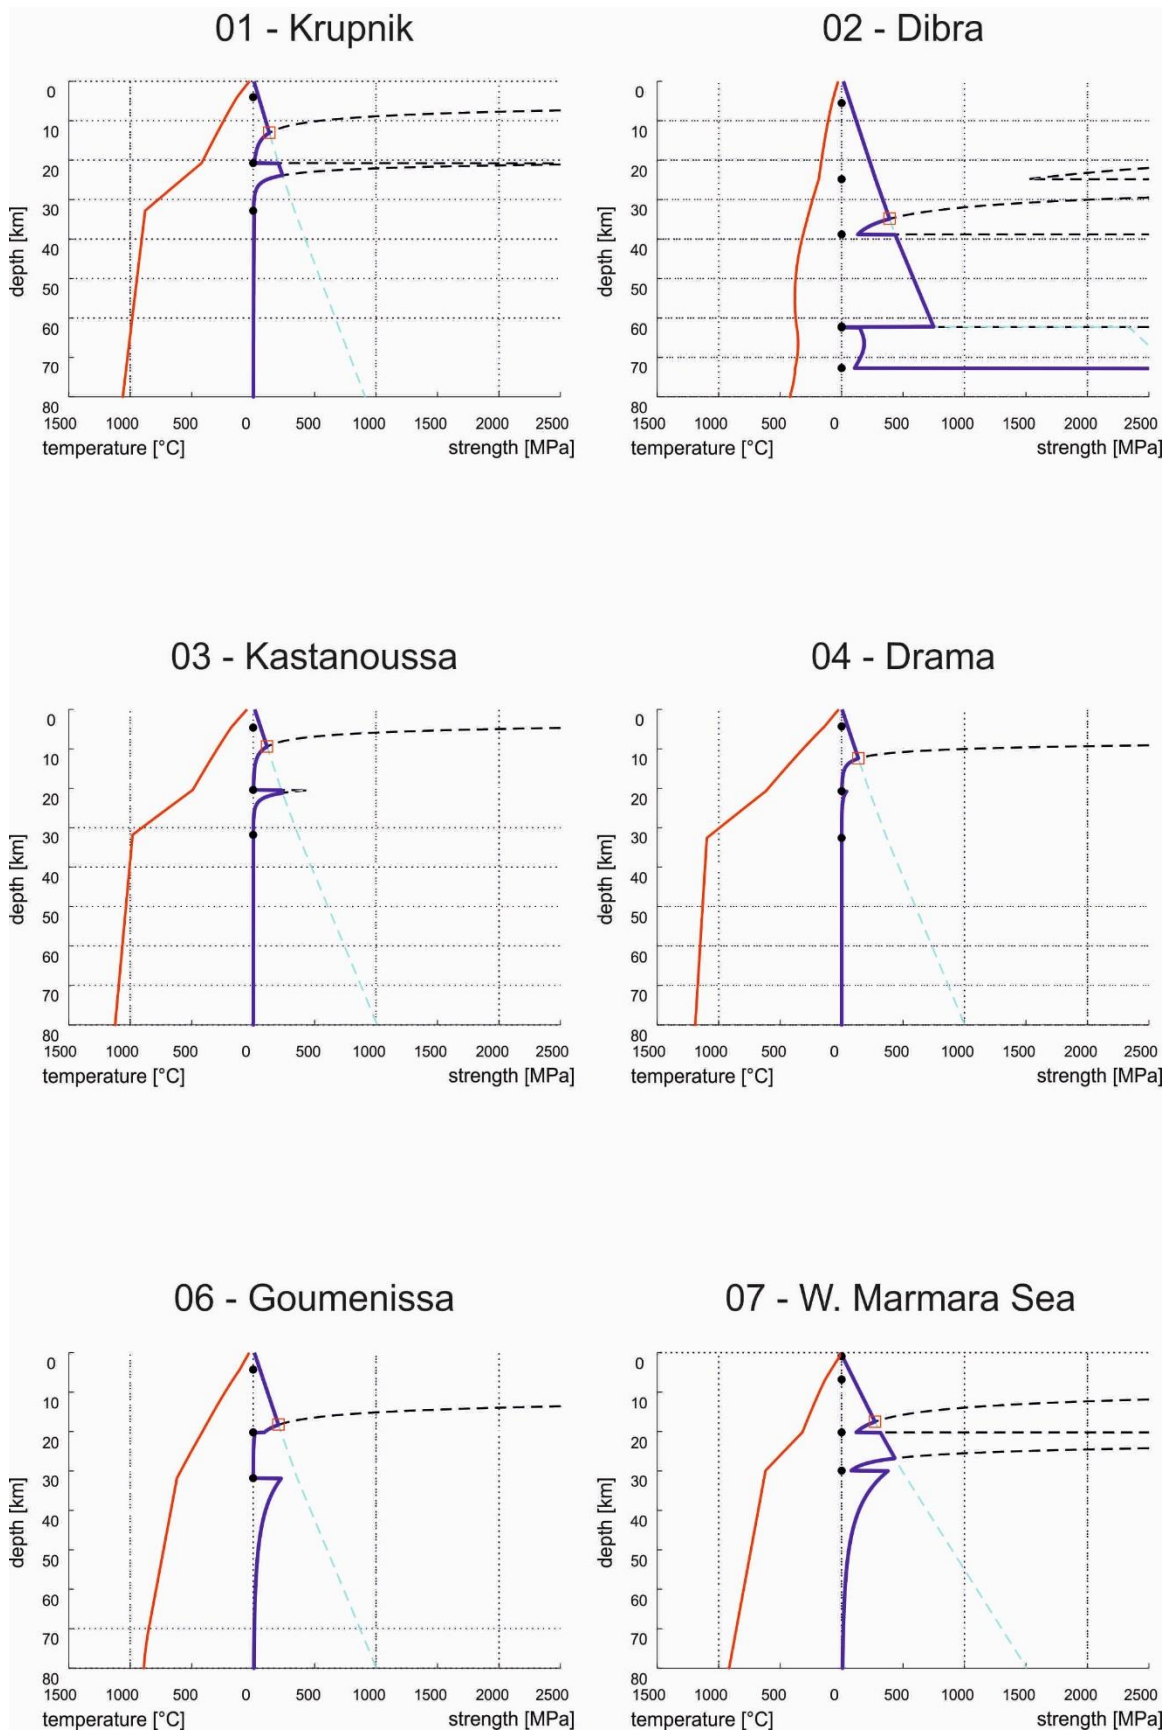 01 - Krupnik
02 - Dibra
0
10
20
30
40
50
60
70
80
depth [km]
1500 1000 500 0 500 1000 1500 2000 2500
temperature [°C] strength [MPa]
0
10
20
30
40
50
60
70
80
depth [km]
1500 1000 500 0 500 1000 1500 2000 2500
temperature [°C] strength [MPa]
03 - Kastanoussa
04 - Drama
0
10
20
30
40
50
60
70
80
depth [km]
1500 1000 500 0 500 1000 1500 2000 2500
temperature [°C] strength [MPa]
0
10
20
30
40
50
60
70
80
depth [km]
1500 1000 500 0 500 1000 1500 2000 2500
temperature [°C] strength [MPa]
06 - Goumenissa
07 - W. Marmara Sea
0
10
20
30
40
50
60
70
80
depth [km]
1500 1000 500 0 500 1000 1500 2000 2500
temperature [°C] strength [MPa]
0
10
20
30
40
50
60
70
80
depth [km]
1500 1000 500 0 500 1000 1500 2000 2500
temperature [°C] strength [MPa]